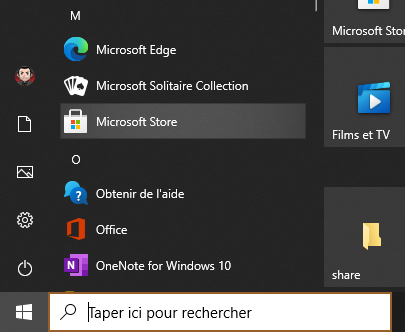 M
Microsoft Edge
Microsoft Solitaire Collection
Microsoft Store
O
Obtenir de l'aide
Office
OneNote for Windows 10
Microsoft Stor
Films et TV
share
Taper ici pour rechercher